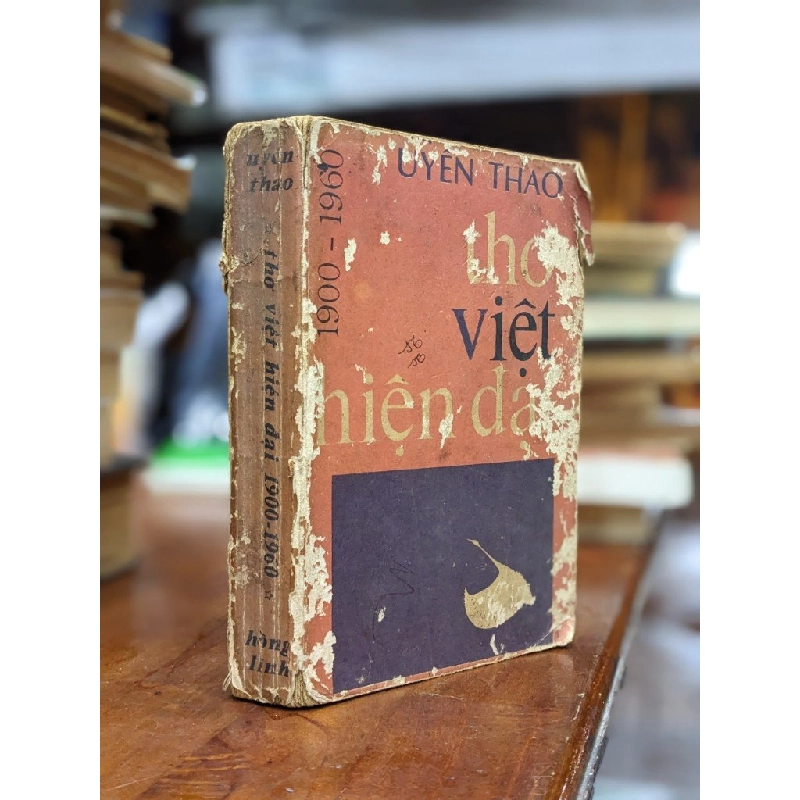 uyên
thao
* thơ việt hiện đại 1900-1960 *
hồng
lĩnh
1900 - 1960
UYÊN THAO
thơ
việt
hiện đại